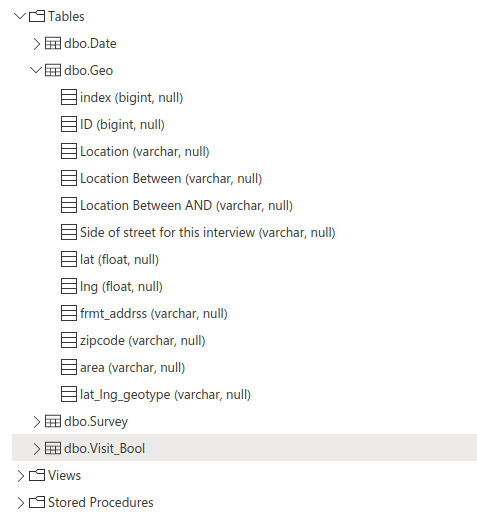 Tables
dbo.Date
dbo.Geo
index (bigint, null)
ID (bigint, null)
Location (varchar, null)
Location Between (varchar, null)
Location Between AND (varchar, null)
Side of street for this interview (varchar, null)
lat (float, null)
lng (float, null)
frmt_addrss (varchar, null)
zipcode (varchar, null)
area (varchar, null)
lat_lng_geotype (varchar, null)
dbo.Survey
dbo.Visit_Bool
Views
Stored Procedures